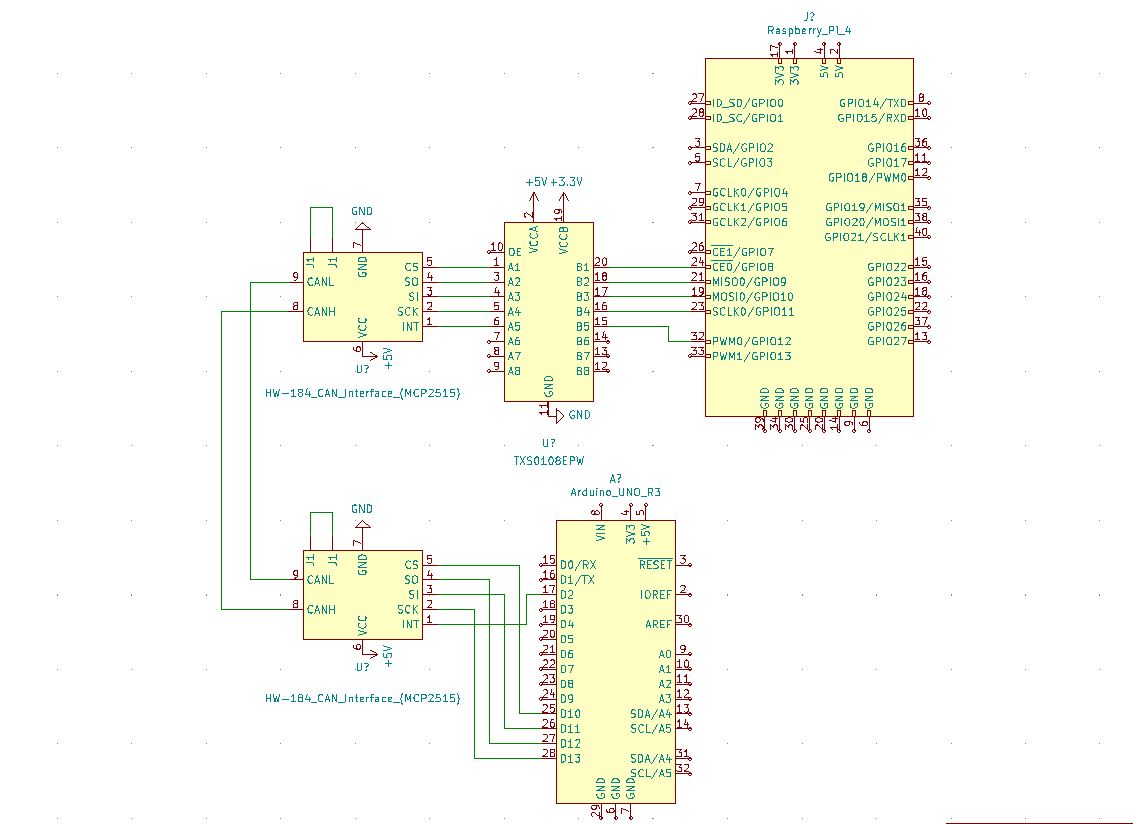 J?
Raspberry_Pi_4
17 1 4 2
3V3 3V3 5V 5V
27 ID_SD/GPIO0 GPIO14/TXD 8
28 ID_SC/GPIO1 GPIO15/RXD 10
3 SDA/GPIO2 GPIO16 36
5 SCL/GPIO3 GPIO17 11
GPIO18/PWM0 12
7 GCLK0/GPIO4
29 GCLK1/GPIO5 GPIO19/MISO1 35
31 GCLK2/GPIO6 GPIO20/MOSI1 38
GPIO21/SCLK1 40
26 CE1/GPIO7
24 CE0/GPIO8 GPIO22 15
21 MISO0/GPIO9 GPIO23 16
19 MOSI0/GPIO10 GPIO24 18
23 SCLK0/GPIO11 GPIO25 22
GPIO26 37
32 PWM0/GPIO12 GPIO27 13
33 PWM1/GPIO13
GND GND GND GND GND GND GND GND
39 34 30 25 20 14 9 6
+5V +3.3V
2 19
VCCA VCCB
10 OE
1 A1 B1 20
3 A2 B2 18
4 A3 B3 17
5 A4 B4 16
6 A5 B5 15
7 A6 B6 14
8 A7 B7 13
9 A8 B8 12
GND
11 GND
U?
TXS0108EPW
GND
7
J1 J1 GND
CS 5
9 CANL SO 4
SI 3
8 CANH SCK 2
VCC INT 1
6 +5V
U?
HW-184_CAN_Interface_(MCP2515)
GND
7
J1 J1 GND
CS 5
9 CANL SO 4
SI 3
8 CANH SCK 2
VCC INT 1
6 +5V
U?
HW-184_CAN_Interface_(MCP2515)
A?
Arduino_UNO_R3
8 4 5
VIN 3V3 +5V
15 D0/RX RESET 3
16 D1/TX
17 D2 IOREF 2
18 D3
19 D4 AREF 30
20 D5
21 D6 A0 9
22 D7 A1 10
23 D8 A2 11
24 D9 A3 12
25 D10 SDA/A4 13
26 D11 SCL/A5 14
27 D12
28 D13 SDA/A4 31
SCL/A5 32
GND GND GND
29 6 7